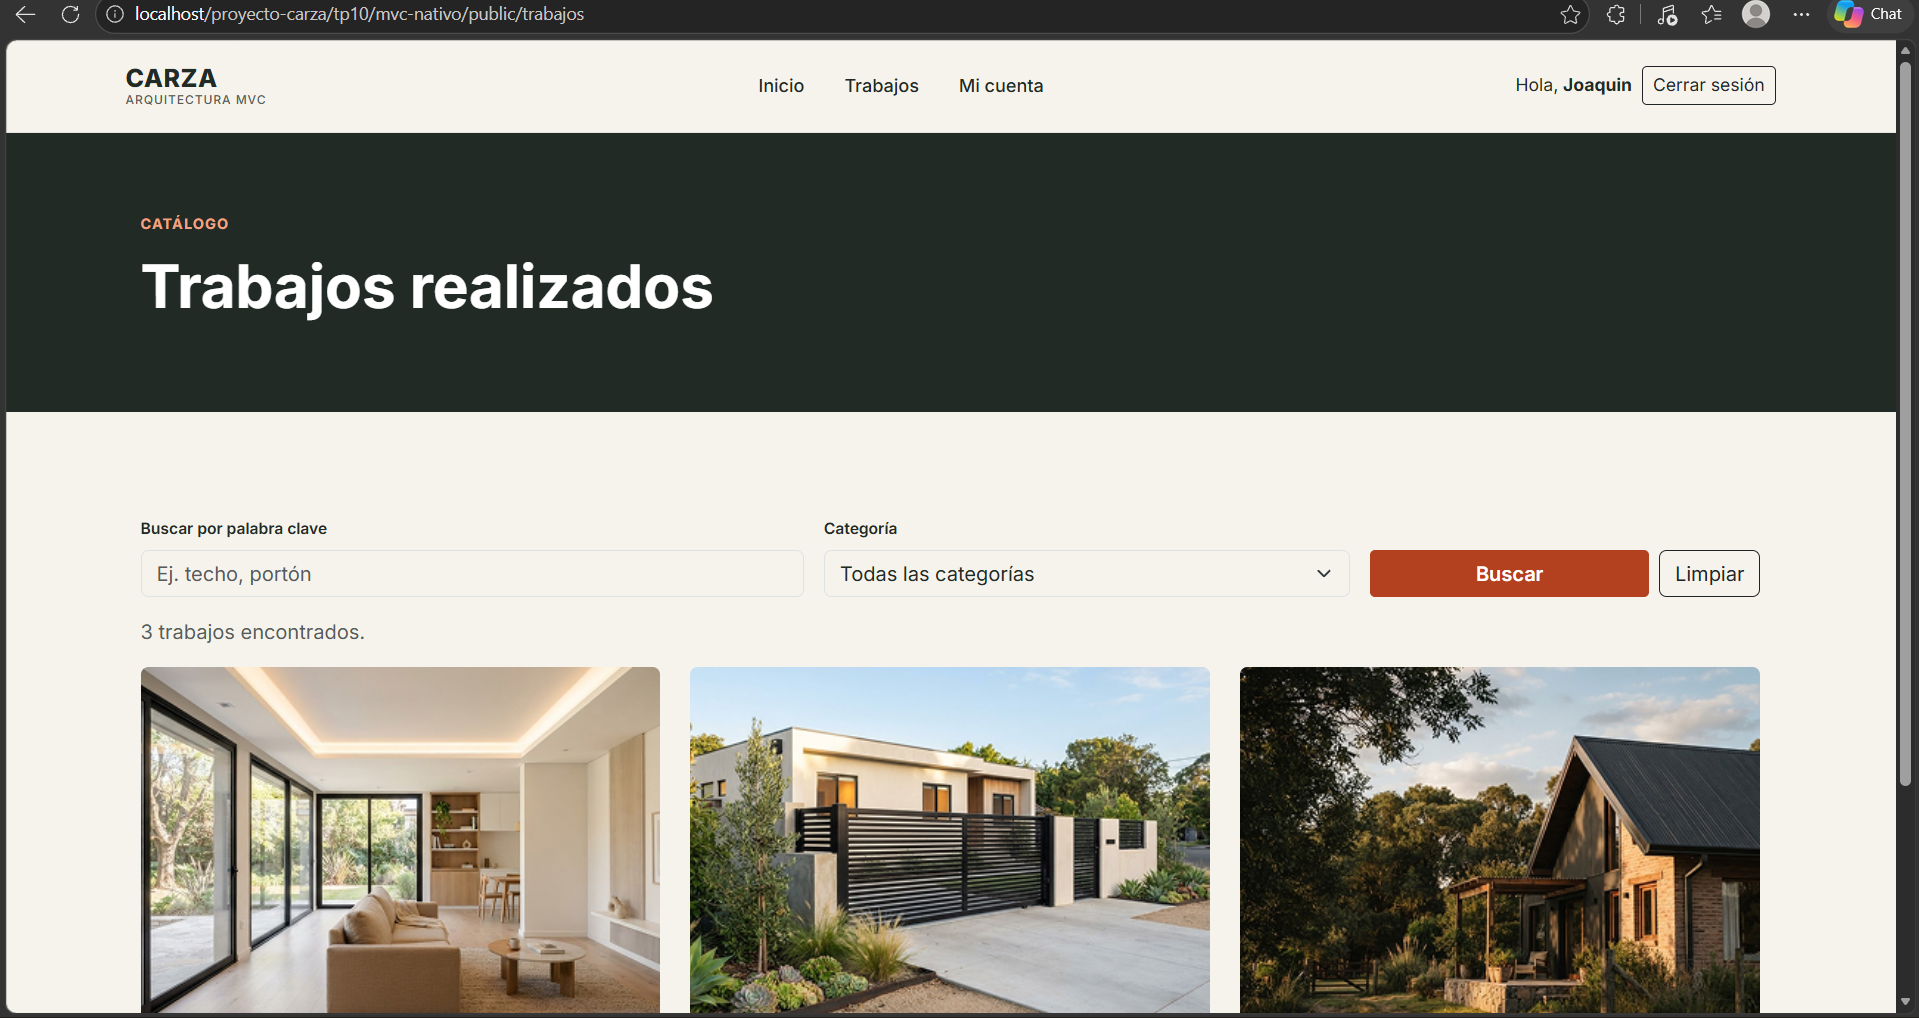 localhost/proyecto-carza/tp10/mvc-nativo/public/trabajos
Chat
CARZA
ARQUITECTURA MVC
Inicio
Trabajos
Mi cuenta
Hola, Joaquin
Cerrar sesión
CATÁLOGO
Trabajos realizados
Buscar por palabra clave
Categoría
Ej. techo, portón
Todas las categorías
Buscar
Limpiar
3 trabajos encontrados.